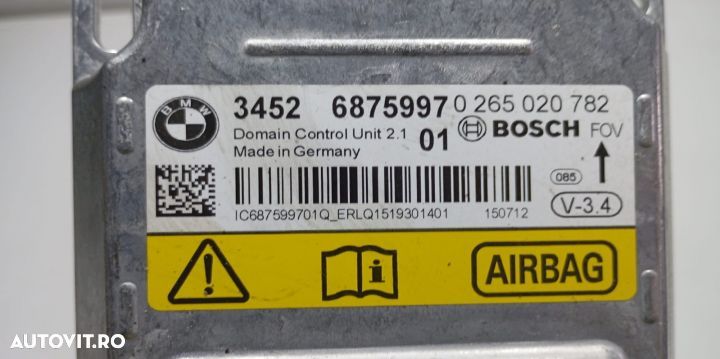 BMW
3452 6875997 0 265 020 782
Domain Control Unit 2.1 01 BOSCH FOV
Made in Germany
085
IC687599701Q_ERLQ1519301401 150712 V-3.4
i AIRBAG
AUTOVIT.RO